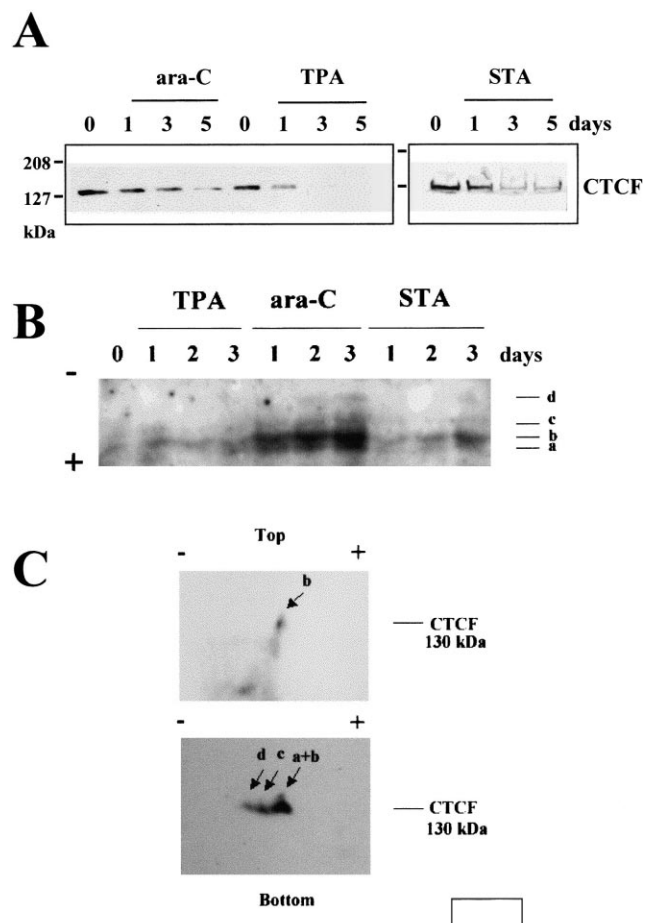 A
ara-C TPA STA
0 1 3 5 0 1 3 5 0 1 3 5 days
208
127
kDa
CTCF
B
TPA ara-C STA
0 1 2 3 1 2 3 1 2 3 days
-
d
c
b
a
+
C
Top
- +
b
CTCF
130 kDa
- +
d c a+b
CTCF
130 kDa
Bottom